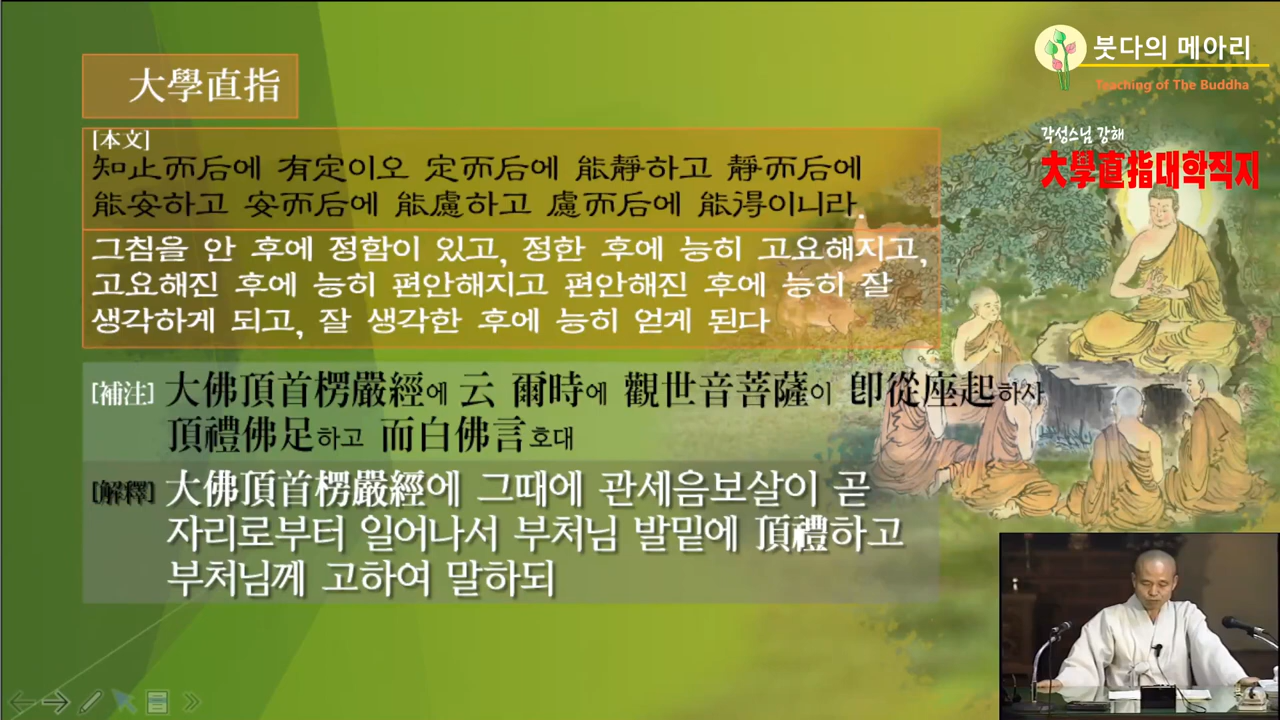 大學直指
[本文]
知止而后에 有定이오 定而后에 能靜하고 靜而后에
能安하고 安而后에 能慮하고 慮而后에 能得이니라.
그침을 안 후에 정함이 있고, 정한 후에 능히 고요해지고,
고요해진 후에 능히 편안해지고 편안해진 후에 능히 잘
생각하게 되고, 잘 생각한 후에 능히 얻게 된다
[補注] 大佛頂首楞嚴經에 云 爾時에 觀世音菩薩이 卽從座起하사
頂禮佛足하고 而白佛言호대
[解釋] 大佛頂首楞嚴經에 그때에 관세음보살이 곧
자리로부터 일어나서 부처님 발밑에 頂禮하고
부처님께 고하여 말하되
붓다의 메아리
Teaching of The Buddha
각성스님 강해
大學直指대학직지